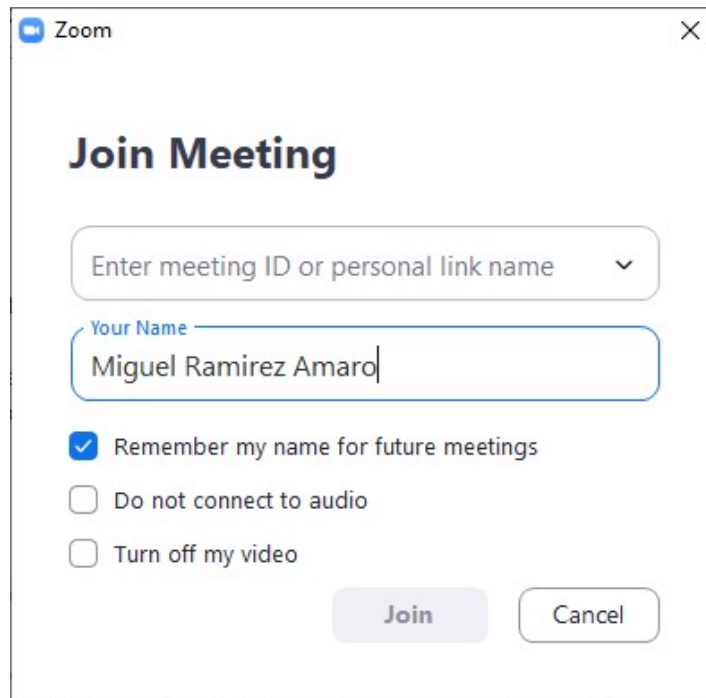 Zoom
Join Meeting
Enter meeting ID or personal link name
Your Name
Miguel Ramirez Amaro
Remember my name for future meetings
Do not connect to audio
Turn off my video
Join Cancel